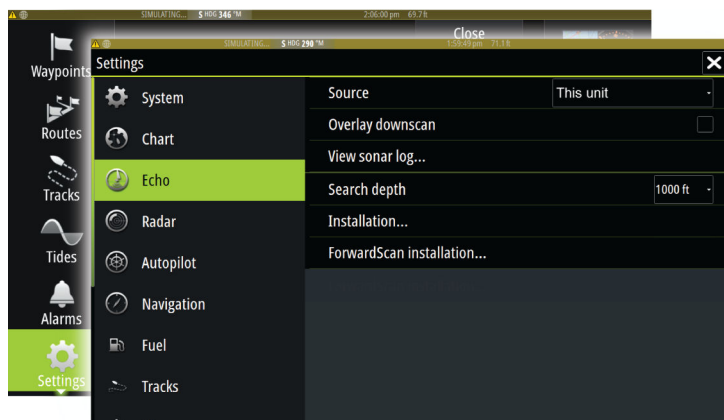 SIMULATING... S HDG 346 °M 2:06:00 pm 69.7 ft
Close
Waypoints
Routes
Tracks
Tides
Alarms
Settings
SIMULATING... S HDG 290 °M 1:59:49 pm 71.1 ft
Settings
System
Chart
Echo
Radar
Autopilot
Navigation
Fuel
Tracks
Source This unit
Overlay downscan
View sonar log...
Search depth 1000 ft
Installation...
ForwardScan installation...